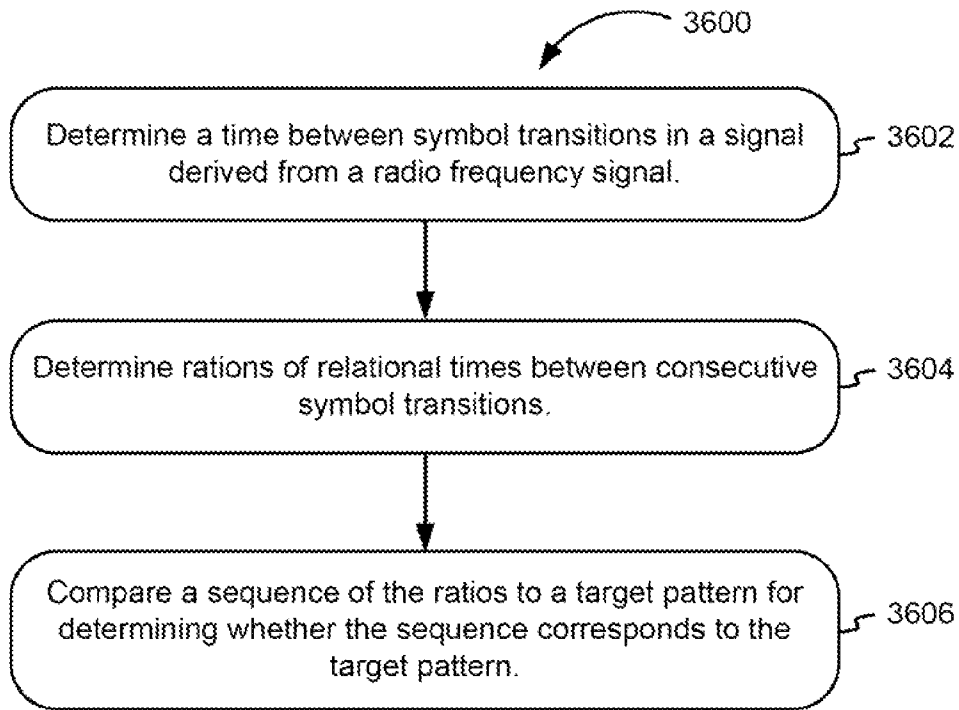 3600
Determine a time between symbol transitions in a signal
derived from a radio frequency signal.
3602
Determine rations of relational times between consecutive
symbol transitions.
3604
Compare a sequence of the ratios to a target pattern for
determining whether the sequence corresponds to the
target pattern.
3606